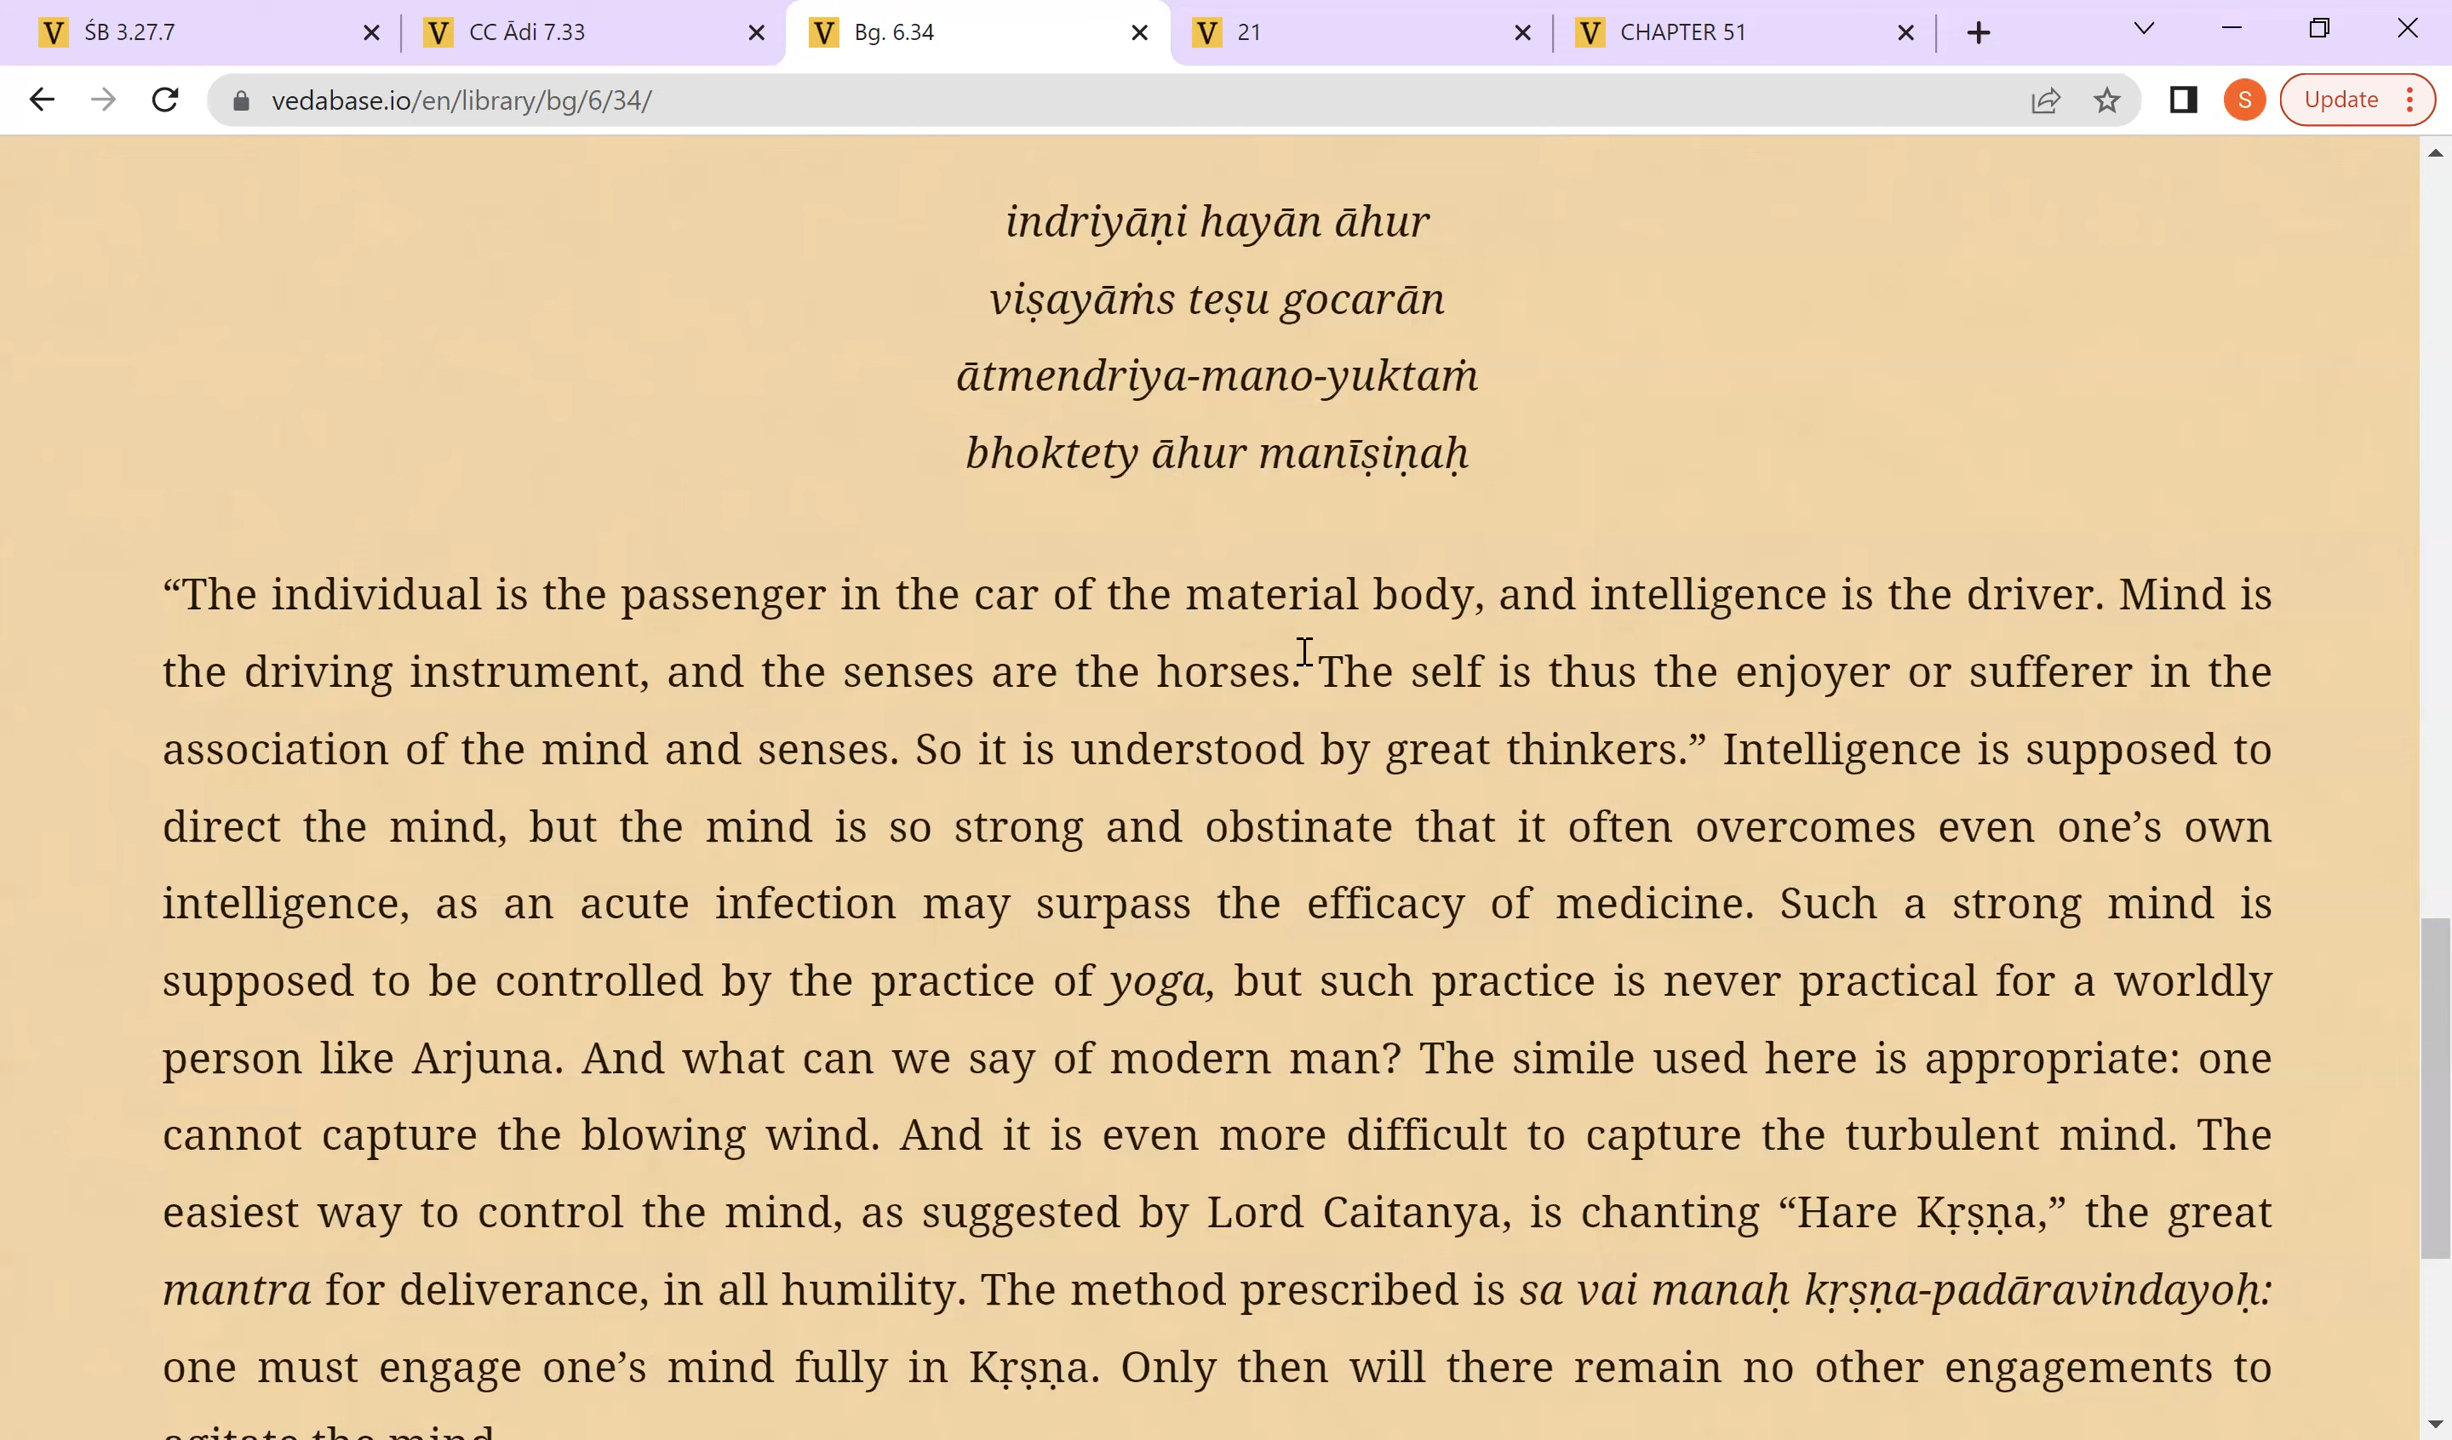 ŚB 3.27.7
CC Ādi 7.33
Bg. 6.34
21
CHAPTER 51
vedabase.io/en/library/bg/6/34/
S
Update
indriyāṇi hayān āhur
viṣayāṁs teṣu gocarān
ātmendriya-mano-yuktaṁ
bhoktety āhur manīṣiṇaḥ
“The individual is the passenger in the car of the material body, and intelligence is the driver. Mind is
the driving instrument, and the senses are the horses. The self is thus the enjoyer or sufferer in the
association of the mind and senses. So it is understood by great thinkers.” Intelligence is supposed to
direct the mind, but the mind is so strong and obstinate that it often overcomes even one’s own
intelligence, as an acute infection may surpass the efficacy of medicine. Such a strong mind is
supposed to be controlled by the practice of yoga, but such practice is never practical for a worldly
person like Arjuna. And what can we say of modern man? The simile used here is appropriate: one
cannot capture the blowing wind. And it is even more difficult to capture the turbulent mind. The
easiest way to control the mind, as suggested by Lord Caitanya, is chanting “Hare Kṛṣṇa,” the great
mantra for deliverance, in all humility. The method prescribed is sa vai manaḥ kṛṣṇa-padāravindayoḥ:
one must engage one’s mind fully in Kṛṣṇa. Only then will there remain no other engagements to
agitate the mind.